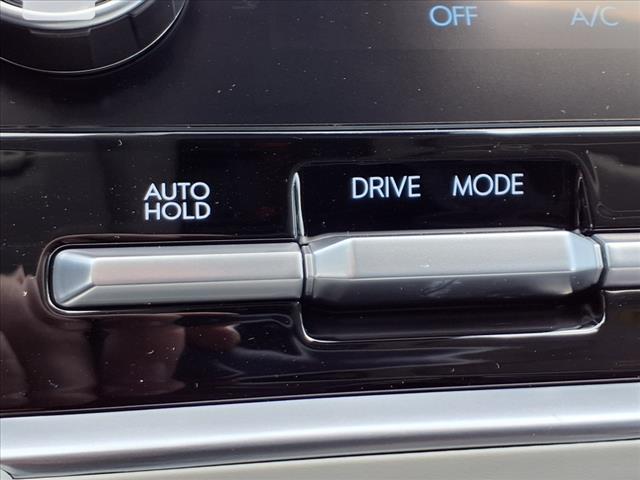 OFF A/C
AUTO
HOLD
DRIVE MODE